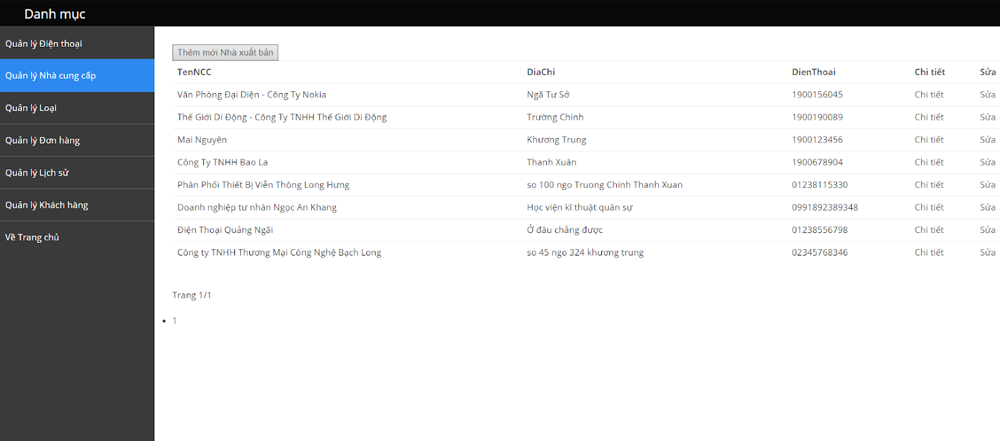 Danh mục
Quản lý Điện thoại
Quản lý Nhà cung cấp
Quản lý Loại
Quản lý Đơn hàng
Quản lý Lịch sử
Quản lý Khách hàng
Về Trang chủ
Thêm mới Nhà xuất bản
TenNCC DiaChi DienThoai Chi tiết Sửa
Văn Phòng Đại Diện - Công Ty Nokia Ngã Tư Sở 1900156045 Chi tiết Sửa
Thế Giới Di Động - Công Ty TNHH Thế Giới Di Động Trường Chinh 1900190089 Chi tiết Sửa
Mai Nguyên Khương Trung 1900123456 Chi tiết Sửa
Công Ty TNHH Bao La Thanh Xuân 1900678904 Chi tiết Sửa
Phân Phối Thiết Bị Viễn Thông Long Hưng so 100 ngo Truong Chinh Thanh Xuan 01238115330 Chi tiết Sửa
Doanh nghiệp tư nhân Ngọc An Khang Học viện kĩ thuật quân sự 0991892389348 Chi tiết Sửa
Điện Thoại Quảng Ngãi Ở đâu chẳng được 01238556798 Chi tiết Sửa
Công ty TNHH Thương Mại Công Nghệ Bạch Long so 45 ngo 324 khương trung 02345768346 Chi tiết Sửa
Trang 1/1
1